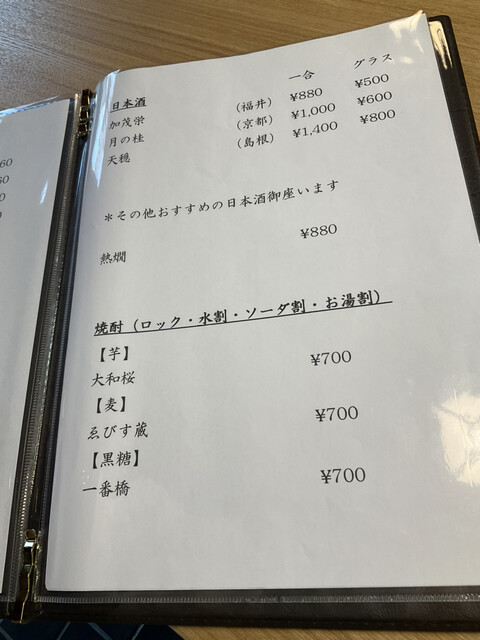 60
60
0
日本酒 一合 グラス
加茂栄 （福井） ¥880 ¥500
月の桂 （京都） ¥1,000 ¥600
天穏 （島根） ¥1,400 ¥800
＊その他おすすめの日本酒御座います
熱燗 ¥880
焼酎（ロック・水割・ソーダ割・お湯割）
【芋】
大和桜 ¥700
【麦】
ゑびす蔵 ¥700
【黒糖】
一番橋 ¥700